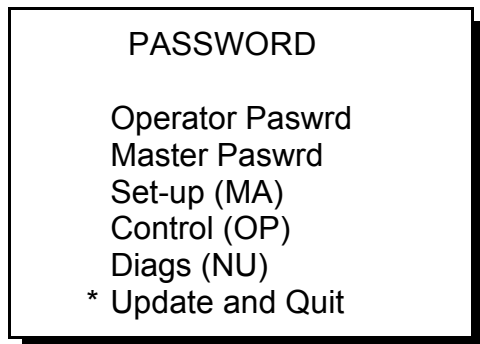 PASSWORD
Operator Paswrd
Master Paswrd
Set-up (MA)
Control (OP)
Diags (NU)
* Update and Quit